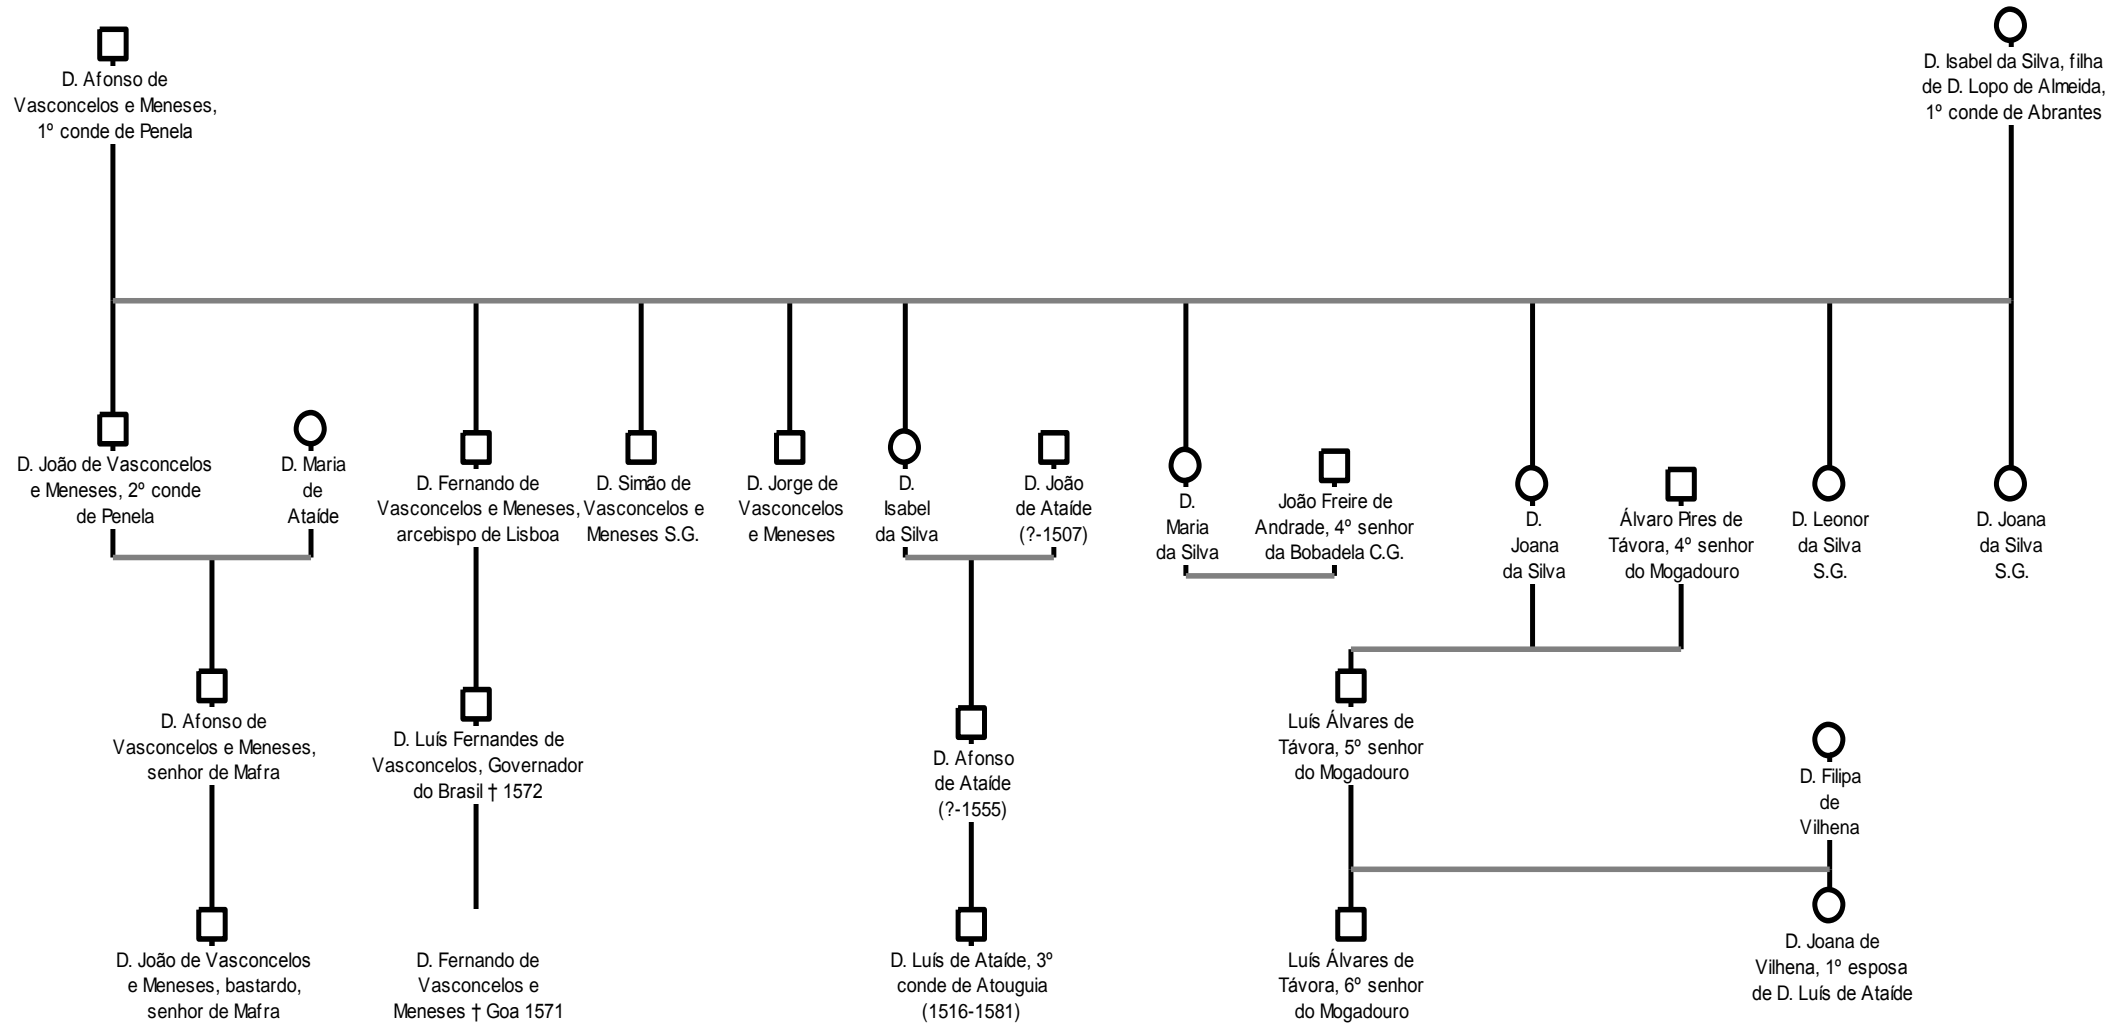 D. Afonso de
Vasconcelos e Meneses,
1º conde de Penela
D. Isabel da Silva, filha
de D. Lopo de Almeida,
1º conde de Abrantes
D. João de Vasconcelos
e Meneses, 2º conde
de Penela
D. Maria
de
Ataíde
D. Fernando de
Vasconcelos e Meneses,
arcebispo de Lisboa
D. Simão de
Vasconcelos e
Meneses S.G.
D. Jorge de
Vasconcelos
e Meneses
D.
Isabel
da Silva
D. João
de Ataíde
(?-1507)
D.
Maria
da Silva
João Freire de
Andrade, 4º senhor
da Bobadela C.G.
D.
Joana
da Silva
Álvaro Pires de
Távora, 4º senhor
do Mogadouro
D. Leonor
da Silva
S.G.
D. Joana
da Silva
S.G.
D. Afonso de
Vasconcelos e Meneses,
senhor de Mafra
D. Luís Fernandes de
Vasconcelos, Governador
do Brasil † 1572
D. Afonso
de Ataíde
(?-1555)
Luís Álvares de
Távora, 5º senhor
do Mogadouro
D. Filipa
de
Vilhena
D. João de Vasconcelos
e Meneses, bastardo,
senhor de Mafra
D. Fernando de
Vasconcelos e
Meneses † Goa 1571
D. Luís de Ataíde, 3º
conde de Atouguia
(1516-1581)
Luís Álvares de
Távora, 6º senhor
do Mogadouro
D. Joana de
Vilhena, 1º esposa
de D. Luís de Ataíde